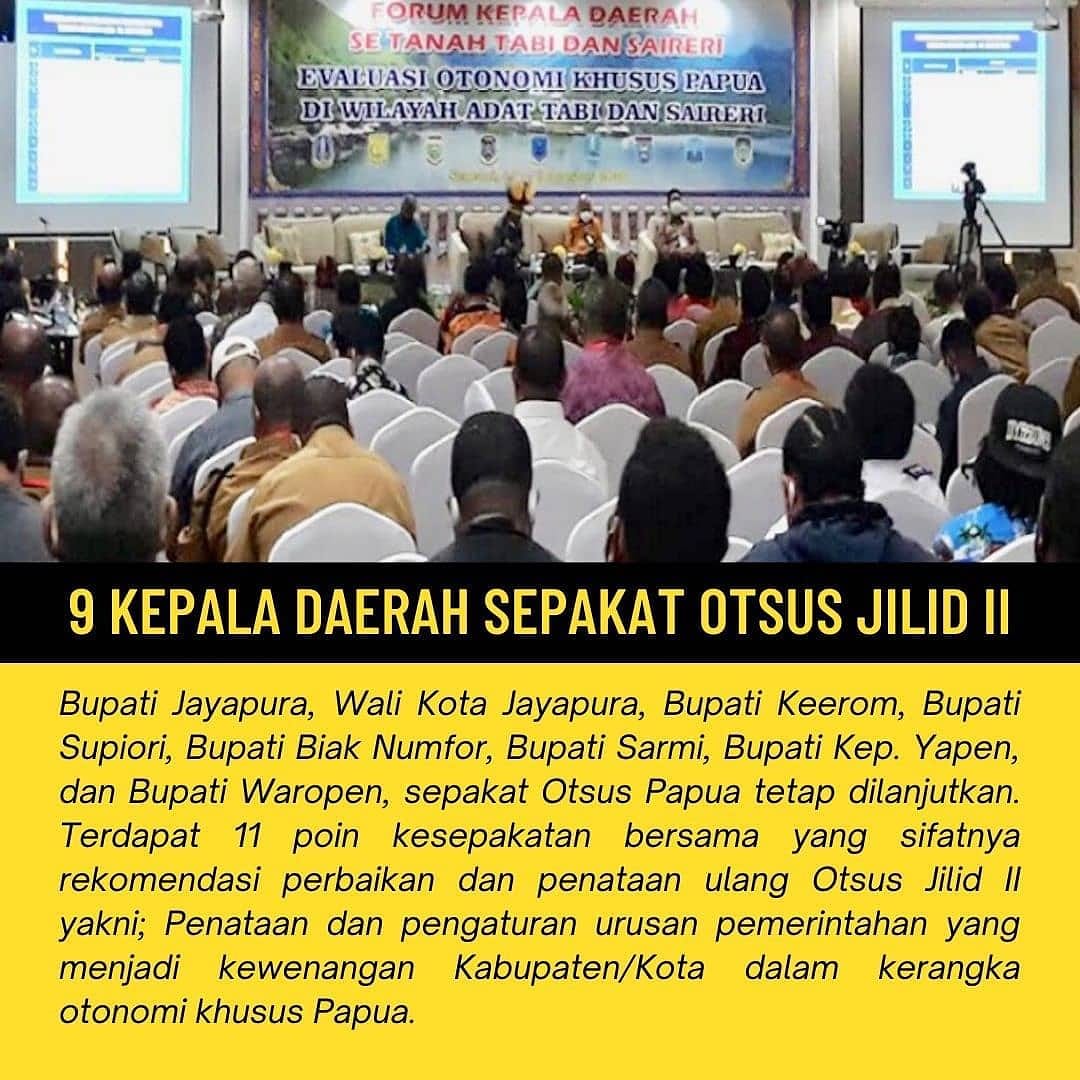 FORUM KEPALA DAERAH
SE TANAH TABI DAN SAIRERI
EVALUASI OTONOMI KHUSUS PAPUA
DI WILAYAH ADAT TABI DAN SAIRERI
9 KEPALA DAERAH SEPAKAT OTSUS JILID II
Bupati Jayapura, Wali Kota Jayapura, Bupati Keerom, Bupati
Supiori, Bupati Biak Numfor, Bupati Sarmi, Bupati Kep. Yapen,
dan Bupati Waropen, sepakat Otsus Papua tetap dilanjutkan.
Terdapat 11 poin kesepakatan bersama yang sifatnya
rekomendasi perbaikan dan penataan ulang Otsus Jilid II
yakni; Penataan dan pengaturan urusan pemerintahan yang
menjadi kewenangan Kabupaten/Kota dalam kerangka
otonomi khusus Papua.